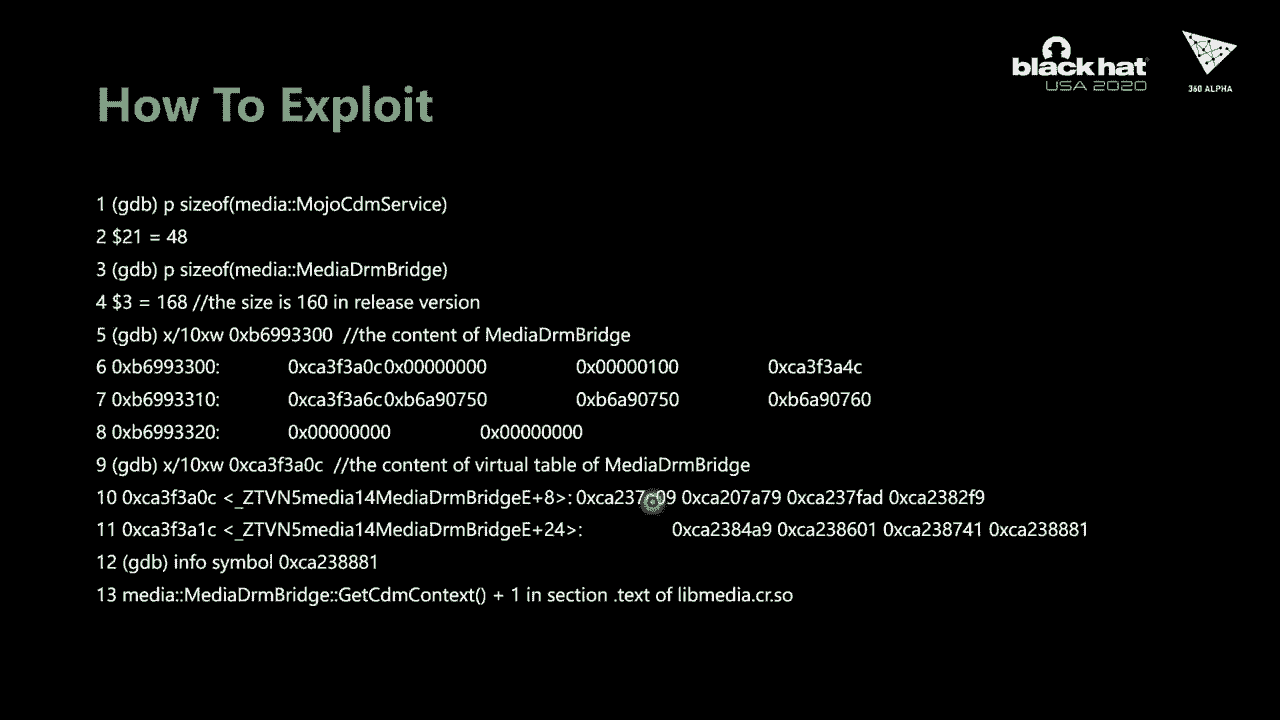 black hat
USA 2020
360 ALPHA
How To Exploit
1 (gdb) p sizeof(media::MojoCdmService)
2 $21 = 48
3 (gdb) p sizeof(media::MediaDrmBridge)
4 $3 = 168 //the size is 160 in release version
5 (gdb) x/10xw 0xb6993300 //the content of MediaDrmBridge
6 0xb6993300: 0xca3f3a0c 0x00000000 0x00000100 0xca3f3a4c
7 0xb6993310: 0xca3f3a6c 0xb6a90750 0xb6a90750 0xb6a90760
8 0xb6993320: 0x00000000 0x00000000
9 (gdb) x/10xw 0xca3f3a0c //the content of virtual table of MediaDrmBridge
10 0xca3f3a0c <_ZTVN5media14MediaDrmBridgeE+8>: 0xca207a79 0xca237fad 0xca2382f9
11 0xca3f3a1c <_ZTVN5media14MediaDrmBridgeE+24>: 0xca2384a9 0xca238601 0xca238741 0xca238881
12 (gdb) info symbol 0xca238881
13 media::MediaDrmBridge::GetCdmContext() + 1 in section .text of libmedia.cr.so